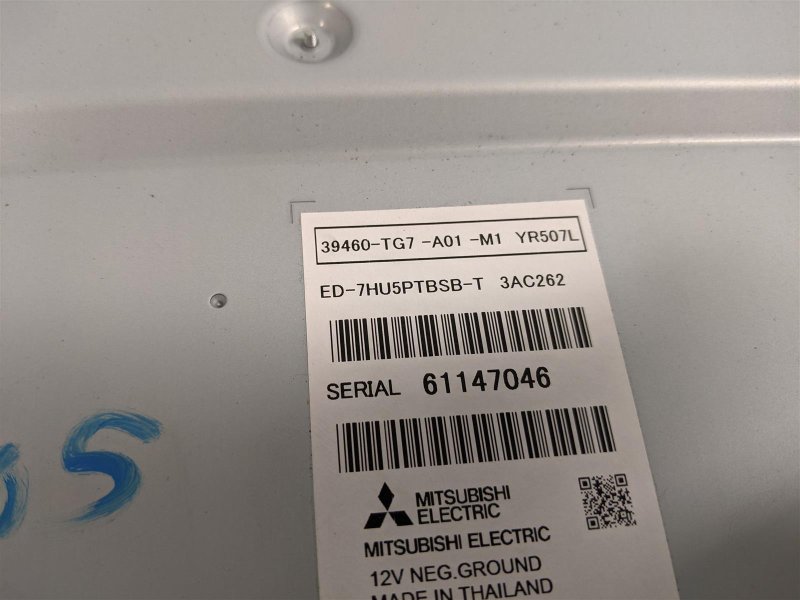 39460-TG7 -A01 -M1 YR507L
ED-7HU5PTBSB-T 3AC262
SERIAL 61147046
MITSUBISHI
ELECTRIC
MITSUBISHI ELECTRIC
12V NEG.GROUND
MADE IN THAILAND
5